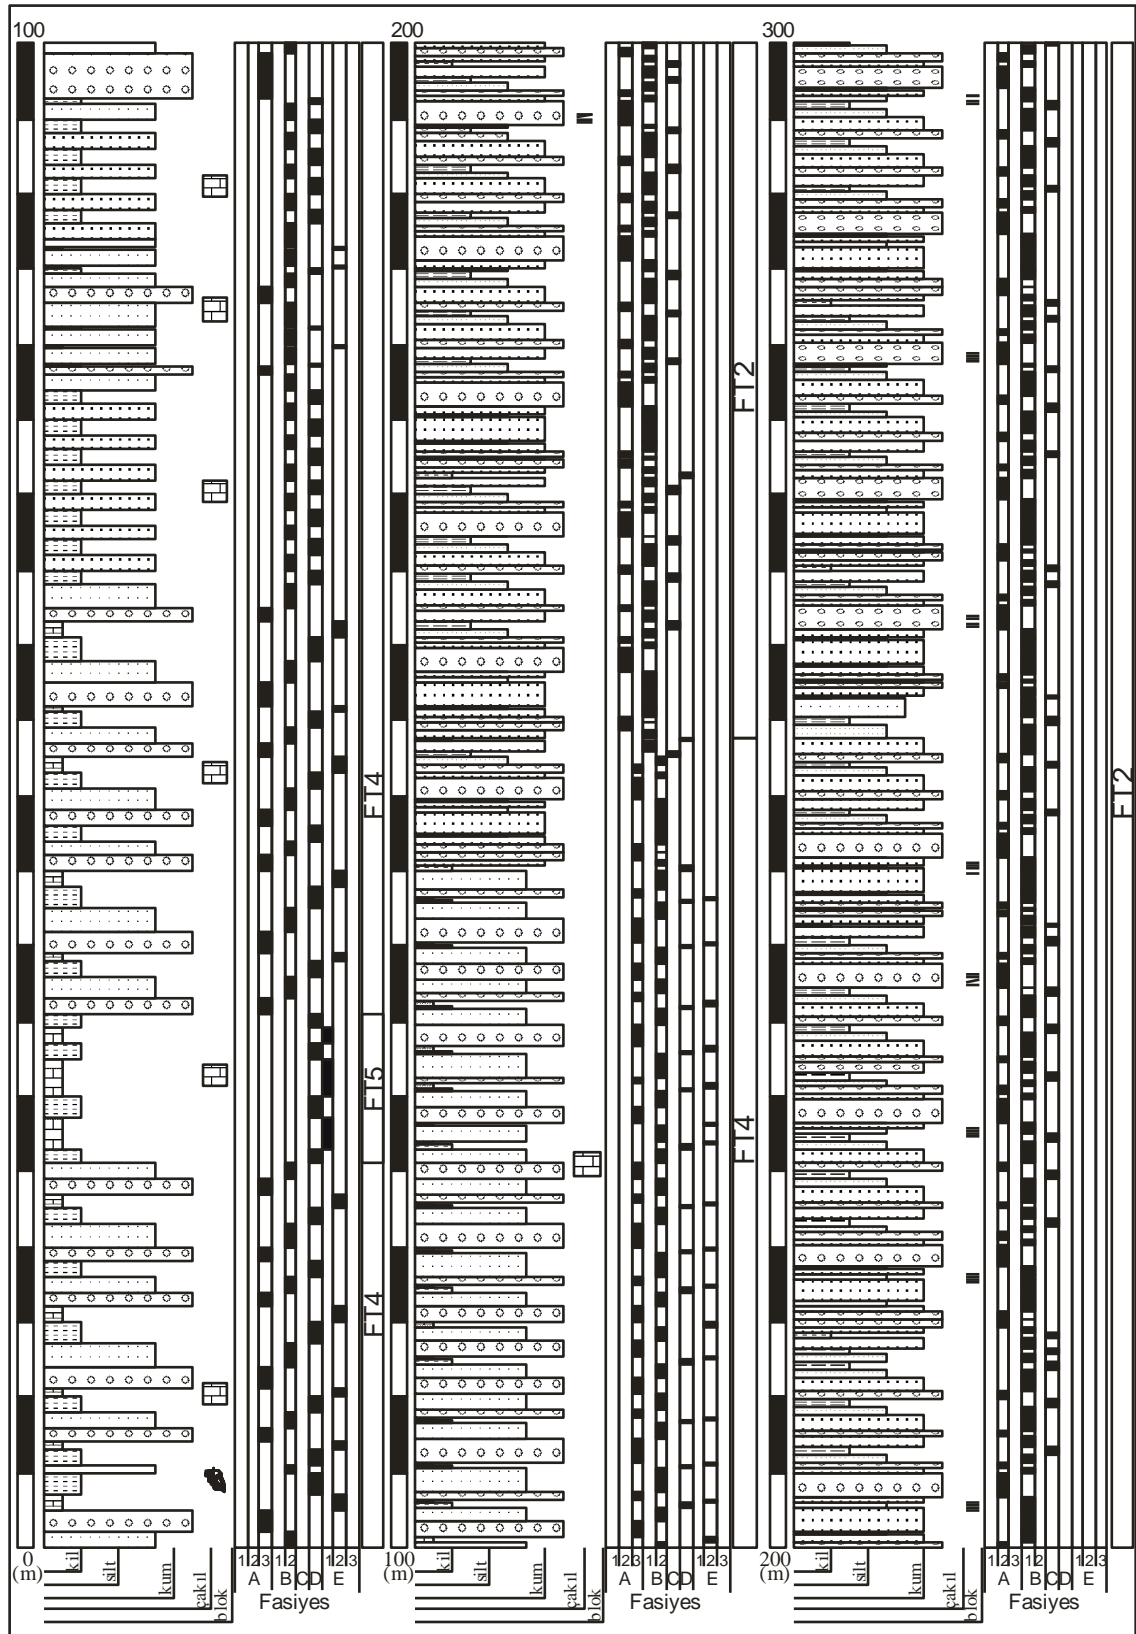 100
200
300
FT2
FT4
FT2
FT5
FT4
FT4
0
(m)
kil
silt
kum
çakıl
blok
1 2 3 1 2 1 2 3
A B C D E
Fasiyes
100
(m)
kil
silt
kum
çakıl
blok
1 2 3 1 2 1 2 3
A B C D E
Fasiyes
200
(m)
kil
silt
kum
çakıl
blok
1 2 3 1 2 1 2 3
A B C D E
Fasiyes